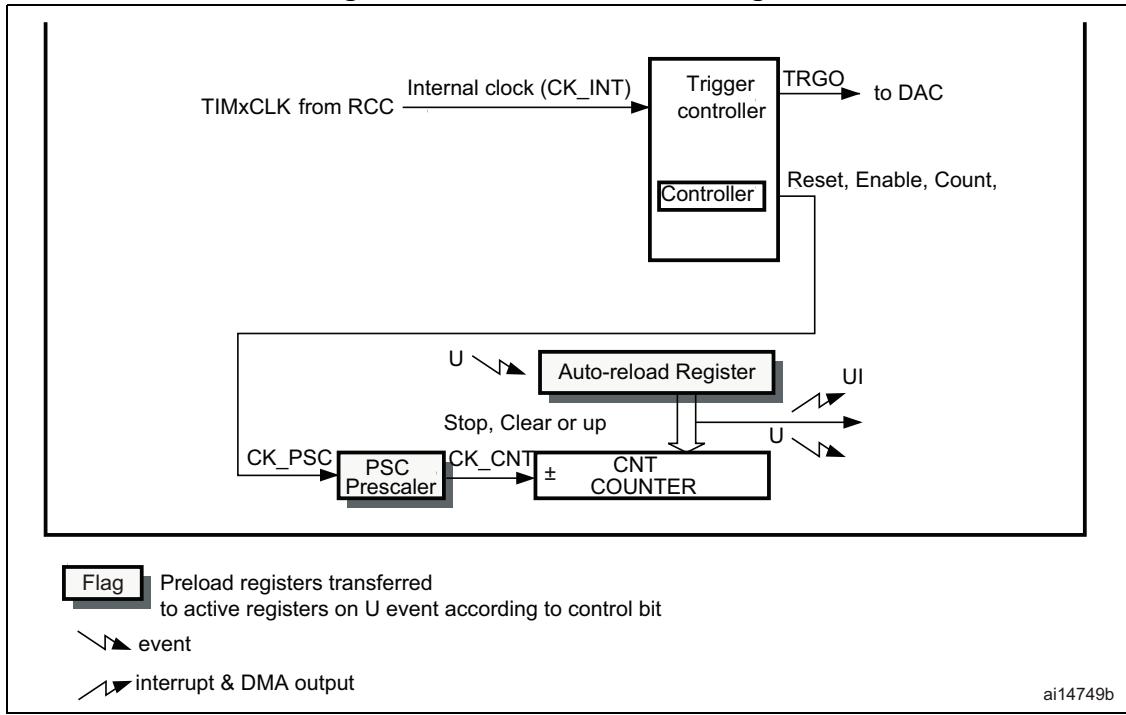 TIMxCLK from RCC
Internal clock (CK_INT)
Trigger
controller
TRGO
to DAC
Controller
Reset, Enable, Count,
U
Auto-reload Register
UI
Stop, Clear or up
U
CK_PSC
PSC
Prescaler
CK_CNT
±
CNT
COUNTER
Flag
Preload registers transferred
to active registers on U event according to control bit
event
interrupt & DMA output
ai14749b